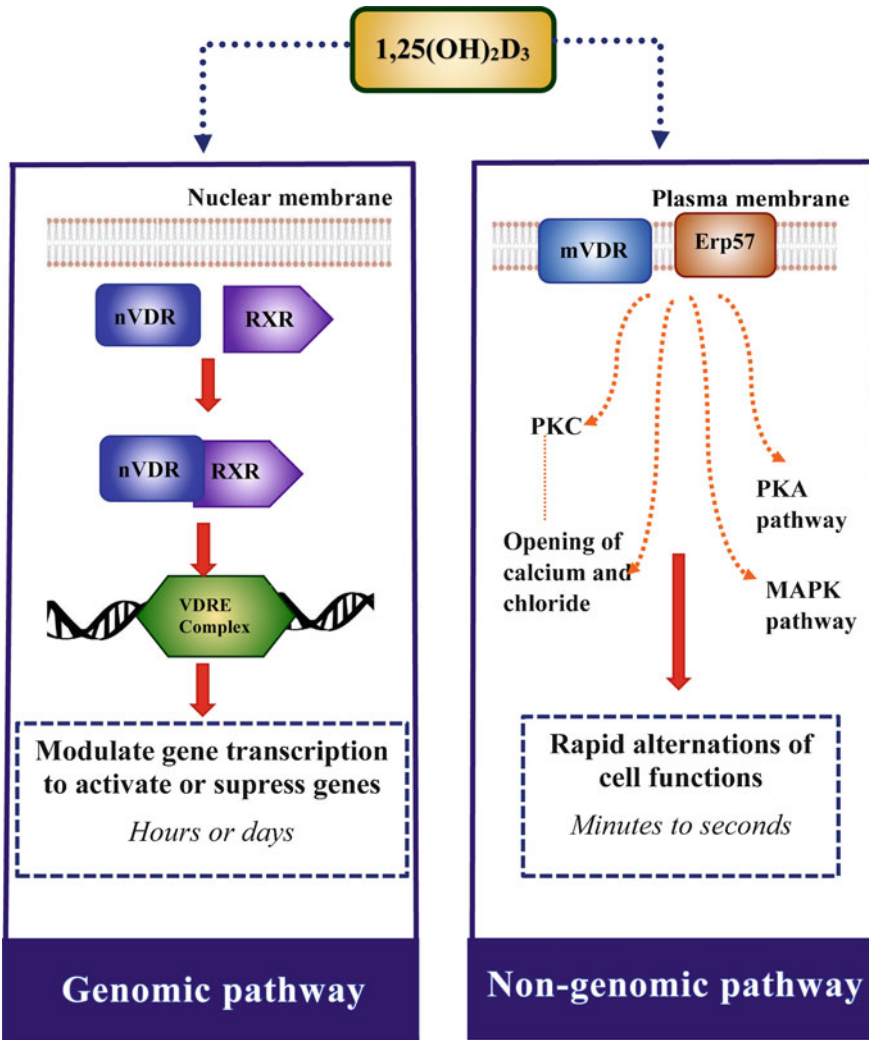 1,25(OH)₂D₃
Nuclear membrane
nVDR
RXR
nVDR
RXR
VDRE
Complex
Modulate gene transcription
to activate or supress genes
Hours or days
Genomic pathway
Plasma membrane
mVDR
Erp57
PKC
Opening of
calcium and
chloride
PKA
pathway
MAPK
pathway
Rapid alternations of
cell functions
Minutes to seconds
Non-genomic pathway